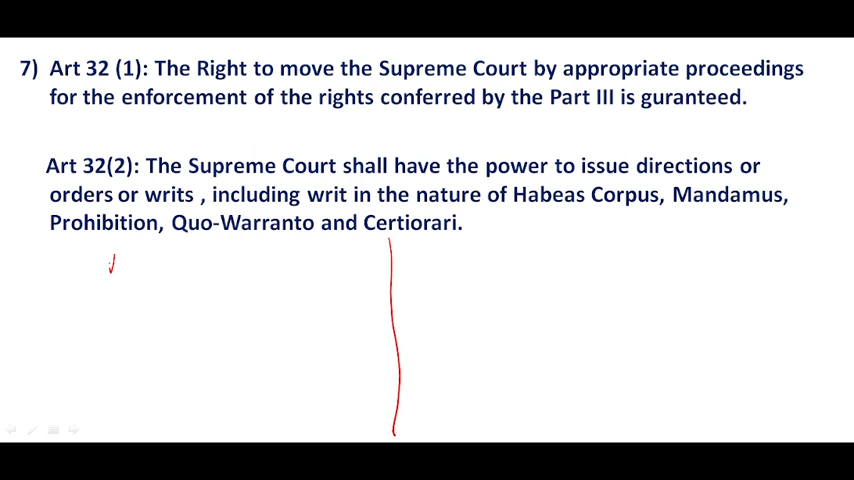 7) Art 32 (1): The Right to move the Supreme Court by appropriate proceedings
for the enforcement of the rights conferred by the Part III is guranteed.
Art 32(2): The Supreme Court shall have the power to issue directions or
orders or writs , including writ in the nature of Habeas Corpus, Mandamus,
Prohibition, Quo-Warranto and Certiorari.